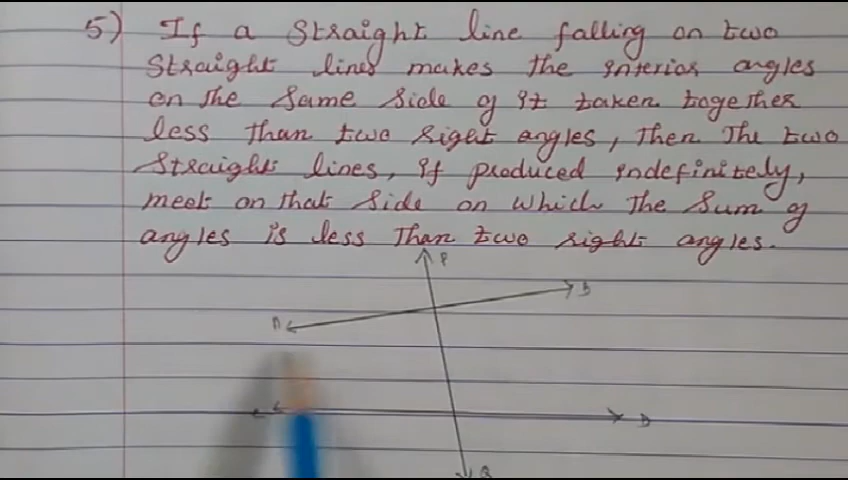 5) If a straight line falling on two
straight lines makes the interior angles
on the same side of it taken together
less than two right angles, then the two
straight lines, if produced indefinitely,
meet on that side on which the sum of
angles is less than two right angles.
P
A B
D
Q